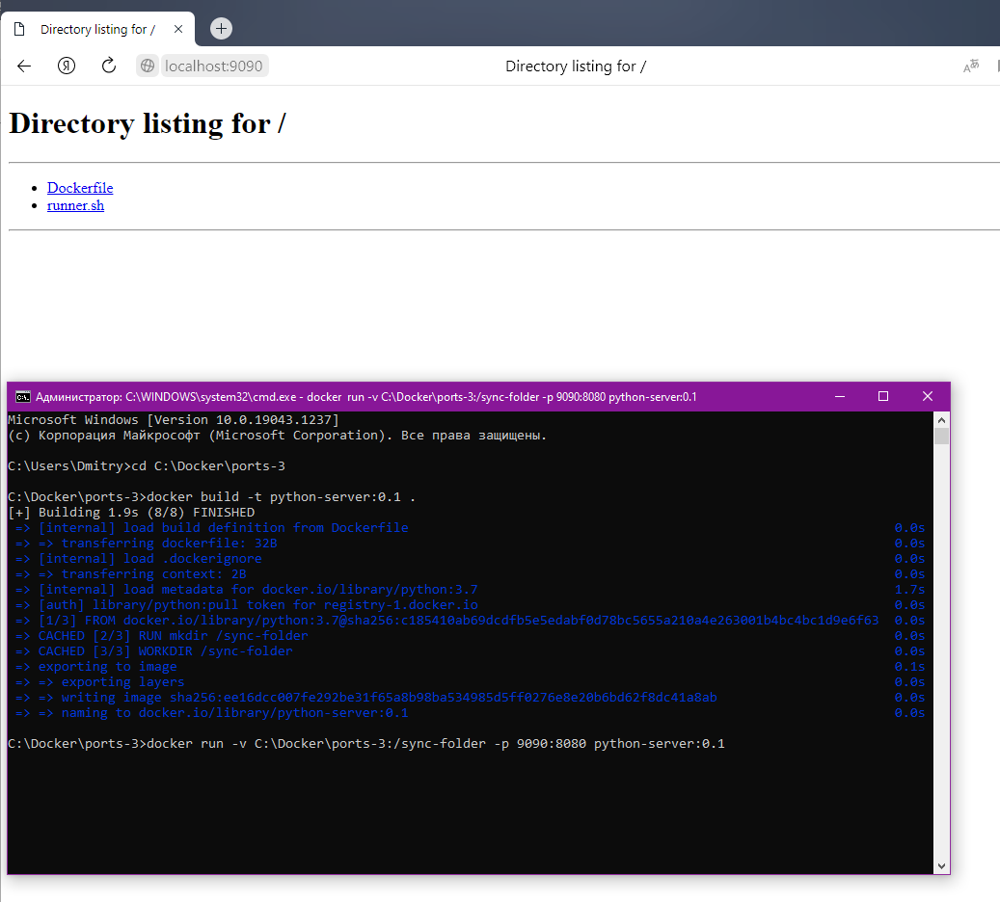 Directory listing for /
localhost:9090
Directory listing for /
Directory listing for /
Dockerfile
runner.sh
Администратор: C:\WINDOWS\system32\cmd.exe - docker  run -v C:\Docker\ports-3:/sync-folder -p 9090:8080 python-server:0.1
Microsoft Windows [Version 10.0.19043.1237]
(c) Корпорация Майкрософт (Microsoft Corporation). Все права защищены.
C:\Users\Dmitry>cd C:\Docker\ports-3
C:\Docker\ports-3>docker build -t python-server:0.1 .
[+] Building 1.9s (8/8) FINISHED
=> [internal] load build definition from Dockerfile 0.0s
=> => transferring dockerfile: 32B 0.0s
=> [internal] load .dockerignore 0.0s
=> => transferring context: 2B 0.0s
=> [internal] load metadata for docker.io/library/python:3.7 1.7s
=> [auth] library/python:pull token for registry-1.docker.io 0.0s
=> [1/3] FROM docker.io/library/python:3.7@sha256:c185410ab69dcdfb5e5edabf0d78bc5655a210a4e263001b4bc4bc1d9e6f63 0.0s
=> CACHED [2/3] RUN mkdir /sync-folder 0.0s
=> CACHED [3/3] WORKDIR /sync-folder 0.0s
=> exporting to image 0.1s
=> => exporting layers 0.0s
=> => writing image sha256:ee16dcc007fe292be31f65a8b98ba534985d5ff0276e8e20b6bd62f8dc41a8ab 0.0s
=> => naming to docker.io/library/python-server:0.1 0.0s
C:\Docker\ports-3>docker run -v C:\Docker\ports-3:/sync-folder -p 9090:8080 python-server:0.1